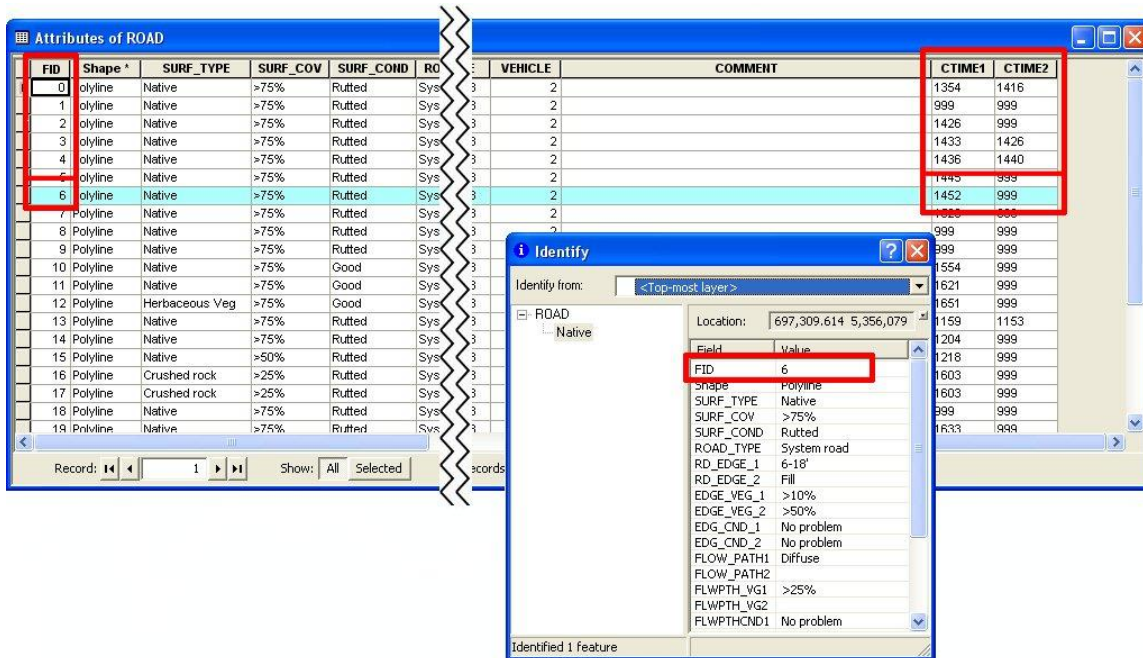 Attributes of ROAD
FID Shape * SURF_TYPE SURF_COV SURF_COND RO VEHICLE COMMENT CTIME1 CTIME2
0 olyline Native >75% Rutted Sys 3 2 1354 1416
1 olyline Native >75% Rutted Sys 3 2 999 999
2 olyline Native >75% Rutted Sys 3 2 1426 999
3 olyline Native >75% Rutted Sys 3 2 1433 1426
4 olyline Native >75% Rutted Sys 3 2 1436 1440
5 olyline Native >75% Rutted Sys 3 2 1445 999
6 olyline Native >75% Rutted Sys 3 2 1452 999
7 Polyline Native >75% Rutted Sys 3 2
8 Polyline Native >75% Rutted Sys 3 2 999 999
9 Polyline Native >75% Rutted Sys 3 999 999
10 Polyline Native >75% Good Sys 3 1554 999
11 Polyline Native >75% Good Sys 3 1621 999
12 Polyline Herbaceous Veg >75% Good Sys 3 1651 999
13 Polyline Native >75% Rutted Sys 3 1159 1153
14 Polyline Native >75% Rutted Sys 3 1204 999
15 Polyline Native >50% Rutted Sys 3 1218 999
16 Polyline Crushed rock >25% Rutted Sys 3 1603 999
17 Polyline Crushed rock >25% Rutted Sys 3 1603 999
18 Polyline Native >75% Rutted Sys 3 999 999
19 Polyline Native >75% Rutted Sys 3 1633 999
Record: 1 Show: All Selected ecords
Identify
Identify from: <Top-most layer>
ROAD
Native
Location: 697,309.614 5,356,079
Field Value
FID 6
Shape Polyline
SURF_TYPE Native
SURF_COV >75%
SURF_COND Rutted
ROAD_TYPE System road
RD_EDGE_1 6-18'
RD_EDGE_2 Fill
EDGE_VEG_1 >10%
EDGE_VEG_2 >50%
EDG_CND_1 No problem
EDG_CND_2 No problem
FLOW_PATH1 Diffuse
FLOW_PATH2
FLWPTH_VG1 >25%
FLWPTH_VG2
FLWPTHCND1 No problem
Identified 1 feature